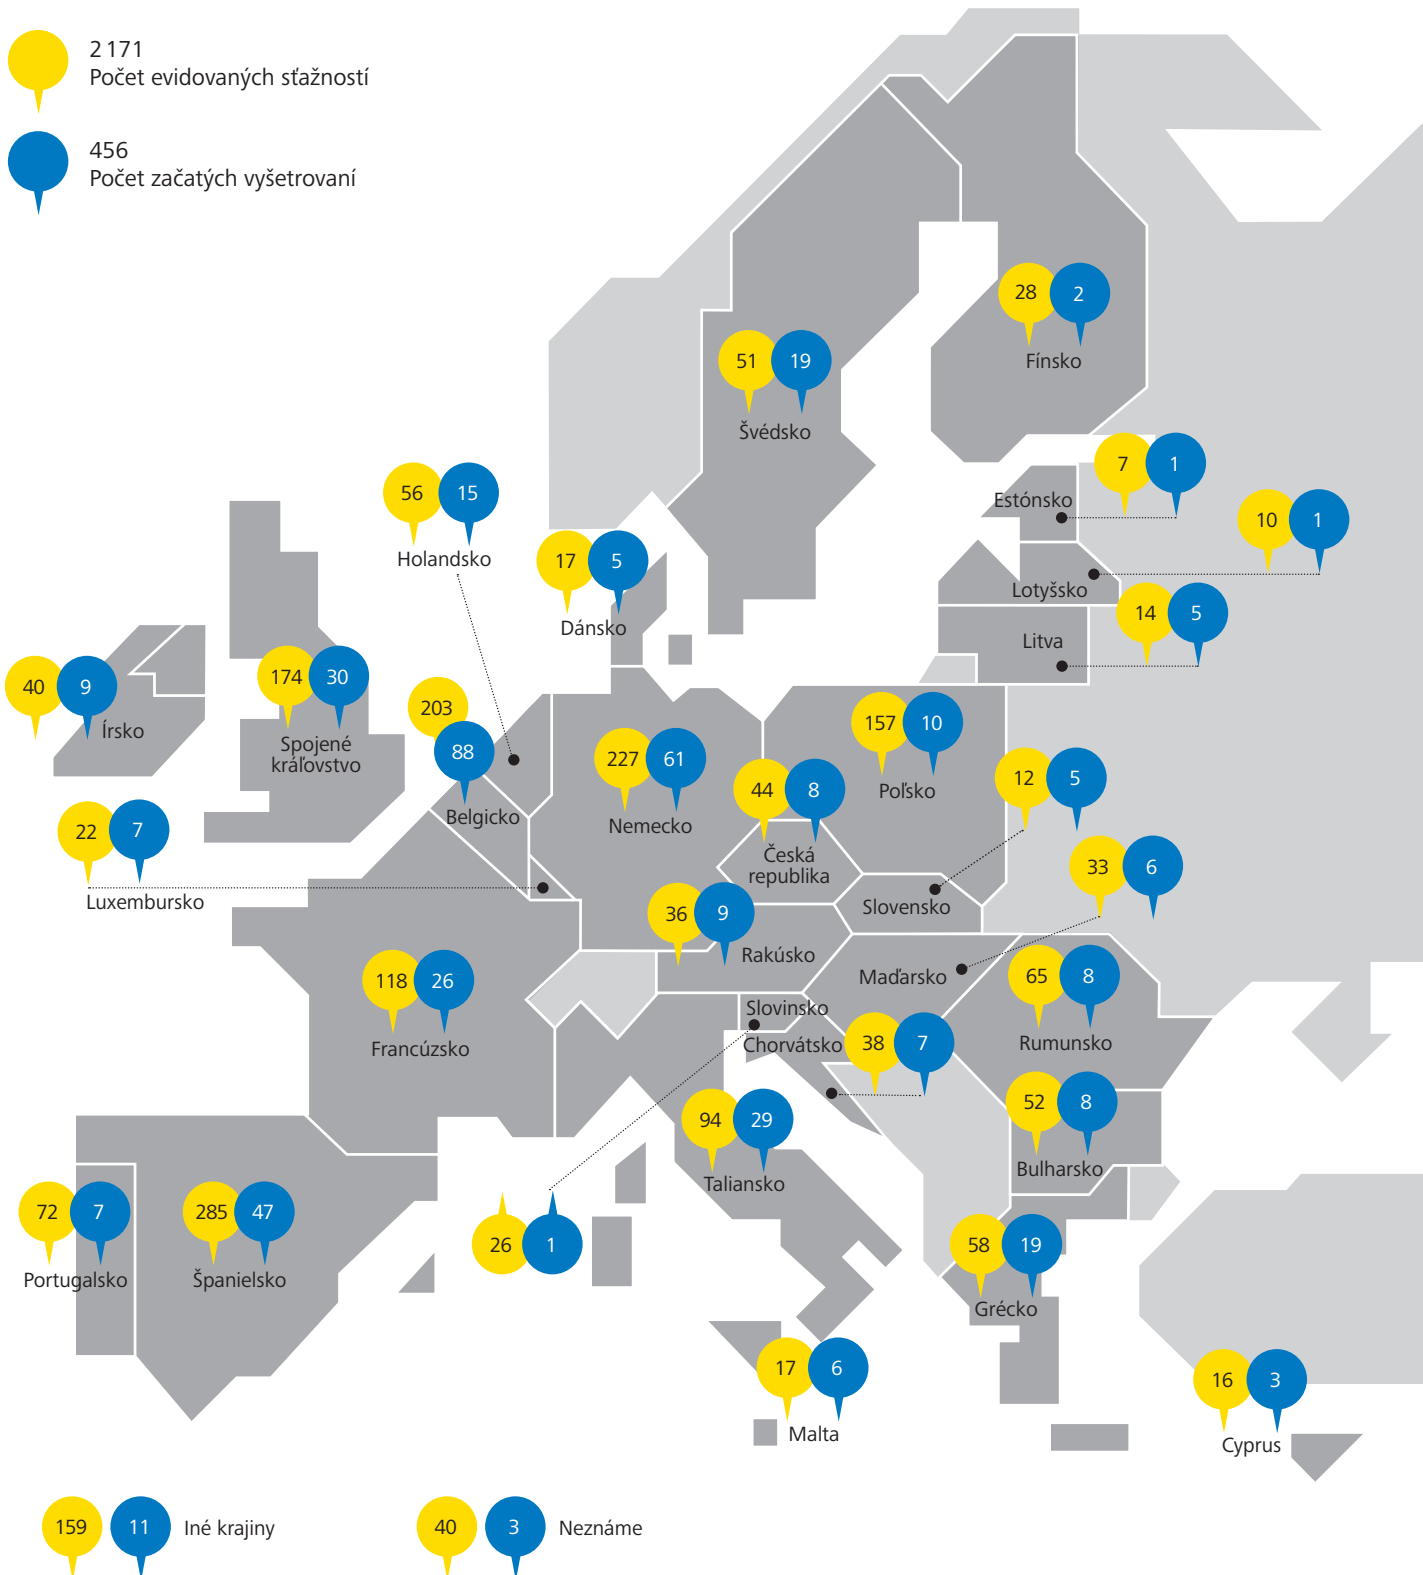 2 171
Počet evidovaných sťažností
456
Počet začatých vyšetrovaní
28 2
Fínsko
51 19
Švédsko
7 1
Estónsko
56 15
Holandsko
10 1
Lotyšsko
17 5
Dánsko
14 5
Litva
40 9
Írsko
174 30
Spojené
kráľovstvo
203
88
Belgicko
227 61
Nemecko
157 10
Poľsko
44 8
Česká
republika
12 5
Slovensko
22 7
Luxembursko
33 6
Maďarsko
36 9
Rakúsko
118 26
Francúzsko
65 8
Rumunsko
Slovinsko
Chorvátsko
38 7
52 8
Bulharsko
94 29
Taliansko
72 7
Portugalsko
285 47
Španielsko
26 1
58 19
Grécko
17 6
Malta
16 3
Cyprus
159 11 Iné krajiny
40 3 Neznáme